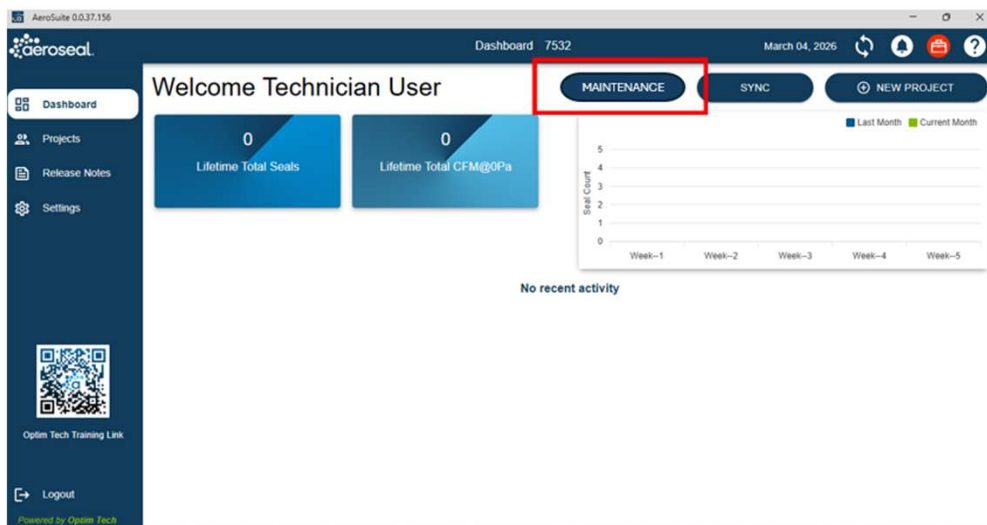 AeroSuite 0.0.37.156
aeroseal.
Dashboard 7532
March 04, 2026
Dashboard
Projects
Release Notes
Settings
Optim Tech Training Link
Logout
Powered by Optim Tech
Welcome Technician User
MAINTENANCE
SYNC
NEW PROJECT
0
Lifetime Total Seals
0
Lifetime Total CFM@0Pa
Last Month Current Month
Seal Count
5
4
3
2
1
0
Week--1 Week--2 Week--3 Week--4 Week--5
No recent activity